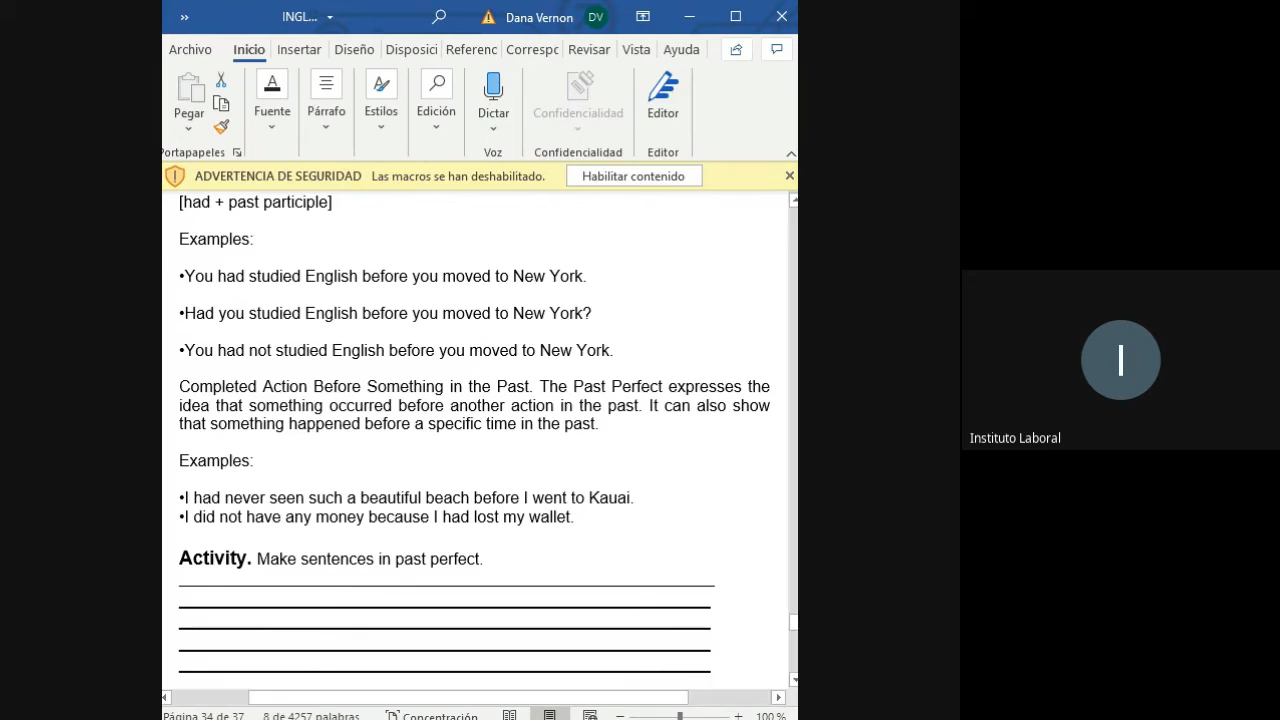 » INGL... Dana Vernon DV
Archivo Inicio Insertar Diseño Disposici Referenc Correspc Revisar Vista Ayuda
Pegar Fuente Párrafo Estilos Edición Dictar Confidencialidad Editor
Portapapeles Voz Confidencialidad Editor
ADVERTENCIA DE SEGURIDAD Las macros se han deshabilitado. Habilitar contenido
[had + past participle]
Examples:
•You had studied English before you moved to New York.
•Had you studied English before you moved to New York?
•You had not studied English before you moved to New York.
Completed Action Before Something in the Past. The Past Perfect expresses the
idea that something occurred before another action in the past. It can also show
that something happened before a specific time in the past.
Examples:
•I had never seen such a beautiful beach before I went to Kauai.
•I did not have any money because I had lost my wallet.
Activity. Make sentences in past perfect.
Página 34 de 37 8 de 4257 palabras Concentración 100 %
I
Instituto Laboral